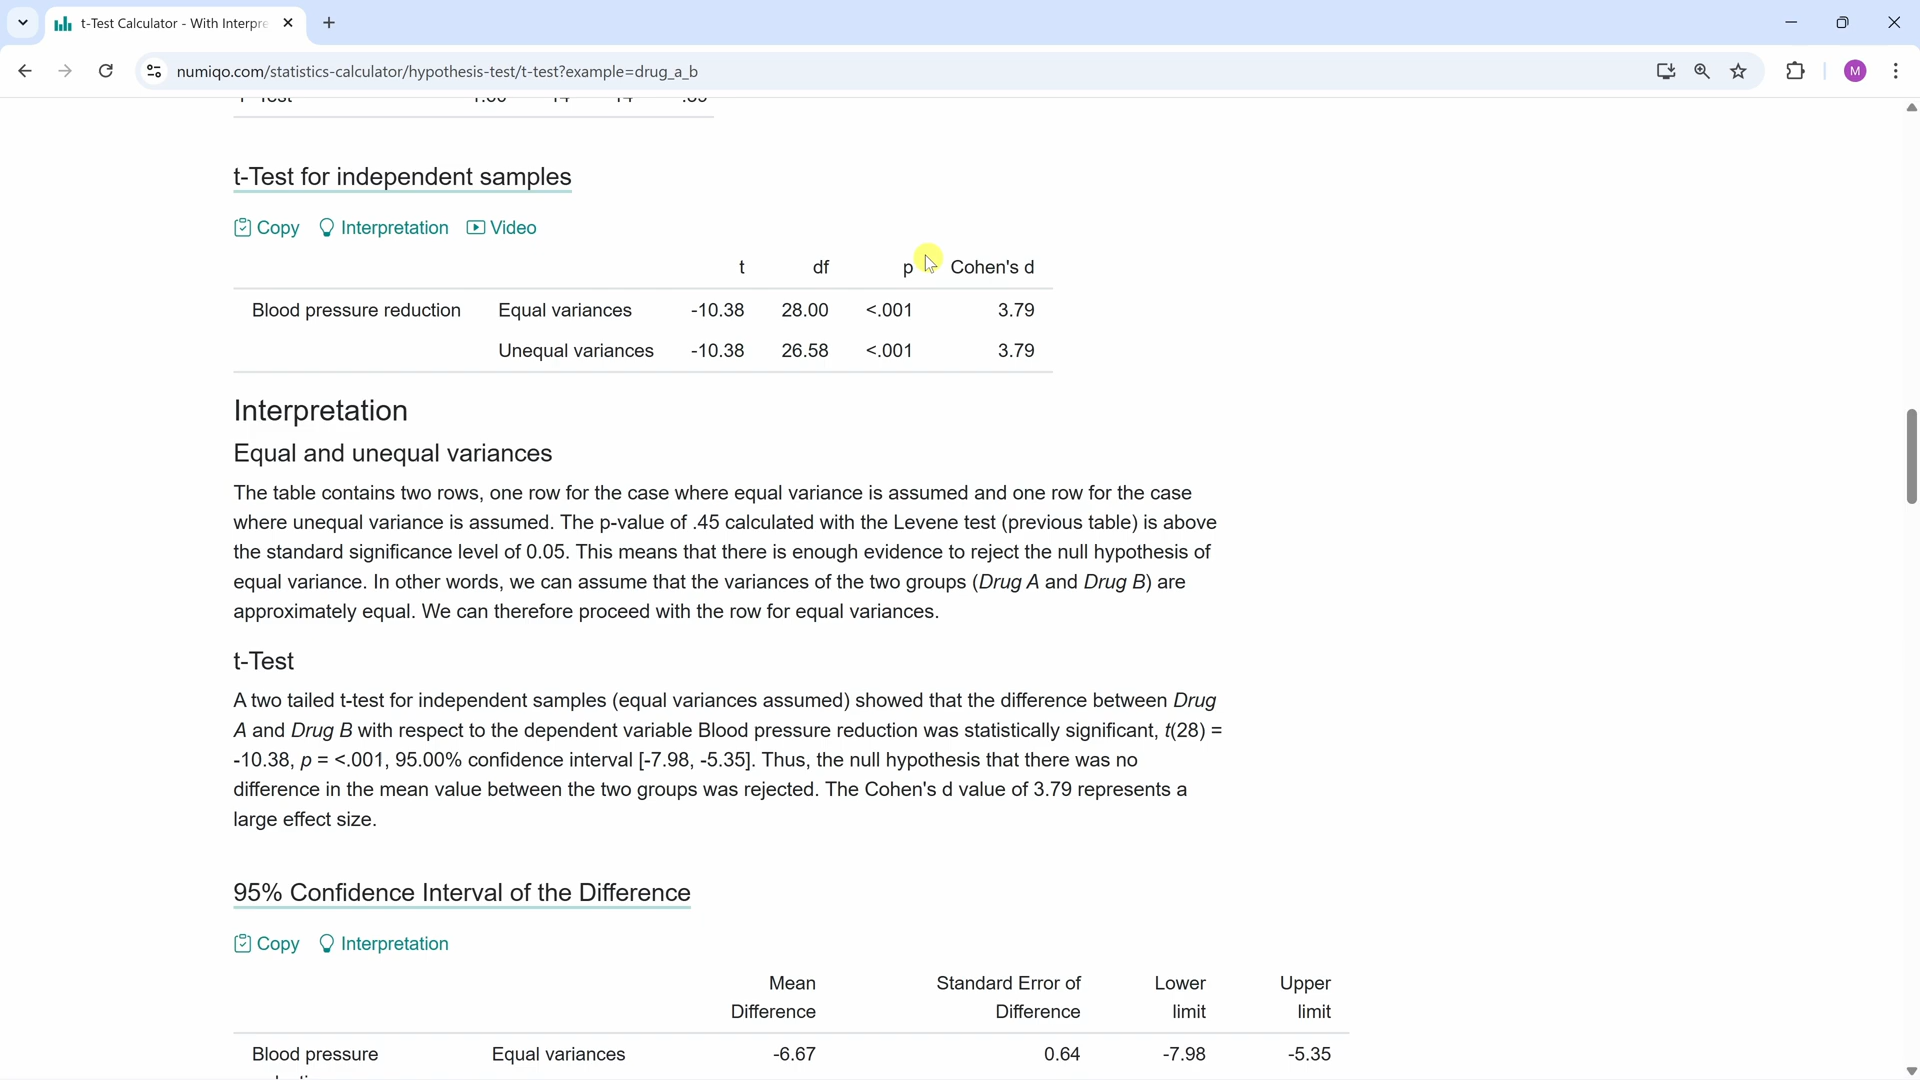 t-Test Calculator - With Interpre
numiqo.com/statistics-calculator/hypothesis-test/t-test?example=drug_a_b
M
t-Test for independent samples
Copy Interpretation Video
t df p Cohen's d
Blood pressure reduction Equal variances -10.38 28.00 <.001 3.79
Unequal variances -10.38 26.58 <.001 3.79
Interpretation
Equal and unequal variances
The table contains two rows, one row for the case where equal variance is assumed and one row for the case
where unequal variance is assumed. The p-value of .45 calculated with the Levene test (previous table) is above
the standard significance level of 0.05. This means that there is enough evidence to reject the null hypothesis of
equal variance. In other words, we can assume that the variances of the two groups (Drug A and Drug B) are
approximately equal. We can therefore proceed with the row for equal variances.
t-Test
A two tailed t-test for independent samples (equal variances assumed) showed that the difference between Drug
A and Drug B with respect to the dependent variable Blood pressure reduction was statistically significant, t(28) =
-10.38, p = <.001, 95.00% confidence interval [-7.98, -5.35]. Thus, the null hypothesis that there was no
difference in the mean value between the two groups was rejected. The Cohen's d value of 3.79 represents a
large effect size.
95% Confidence Interval of the Difference
Copy Interpretation
Mean Standard Error of Lower Upper
Difference Difference limit limit
Blood pressure Equal variances -6.67 0.64 -7.98 -5.35